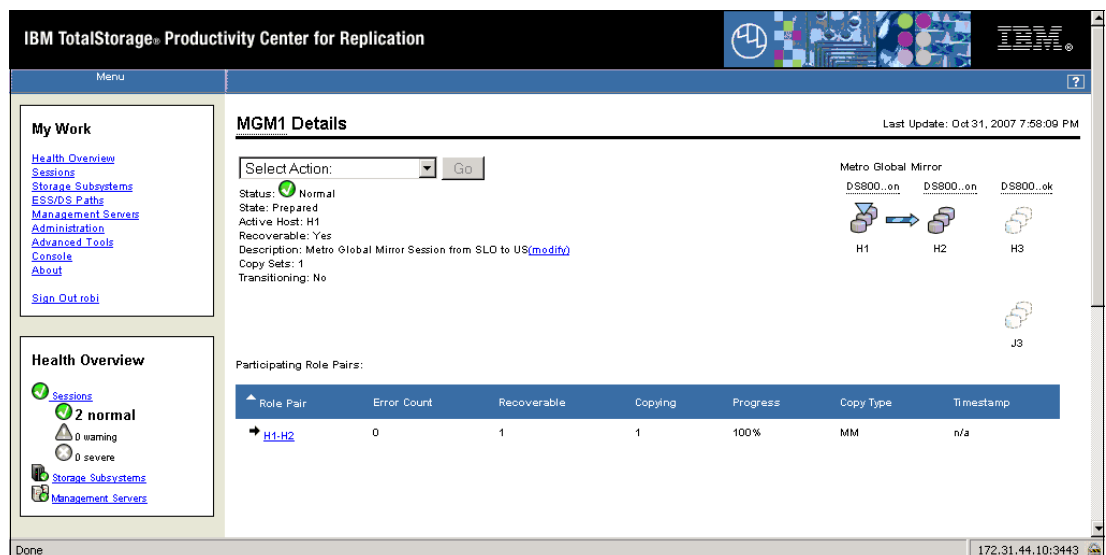 IBM TotalStorage® Productivity Center for Replication
IBM®
Menu
?
My Work
Health Overview
Sessions
Storage Subsystems
ESS/DS Paths
Management Servers
Administration
Advanced Tools
Console
About
Sign Out robi
Health Overview
Sessions
2 normal
0 warning
0 severe
Storage Subsystems
Management Servers
MGM1 Details
Last Update: Oct 31, 2007 7:58:09 PM
Select Action:
Go
Status: Normal
State: Prepared
Active Host: H1
Recoverable: Yes
Description: Metro Global Mirror Session from SLO to US(modify)
Copy Sets: 1
Transitioning: No
Metro Global Mirror
DS800..on DS800..on DS800..ok
H1 H2 H3
J3
Participating Role Pairs:
Role Pair Error Count Recoverable Copying Progress Copy Type Timestamp
H1-H2 0 1 1 100% MM n/a
Done
172.31.44.10:3443